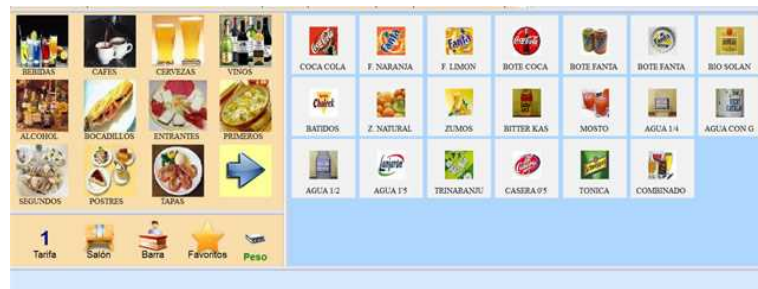 BEBIDAS
CAFES
CERVEZAS
VINOS
ALCOHOL
BOCADILLOS
ENTRANTES
PRIMEROS
SEGUNDOS
POSTRES
TAPAS
1
Tarifa
Salón
Barra
Favoritos
Peso
COCA COLA
F. NARANJA
F. LIMON
BOTE COCA
BOTE FANTA
BOTE FANTA
BIO SOLAN
BATIDOS
Z. NATURAL
ZUMOS
BITTER KAS
MOSTO
AGUA 1/4
AGUA CON G
AGUA 1/2
AGUA 1'5
TRINARANJU
CASERA 0'5
TONICA
COMBINADO